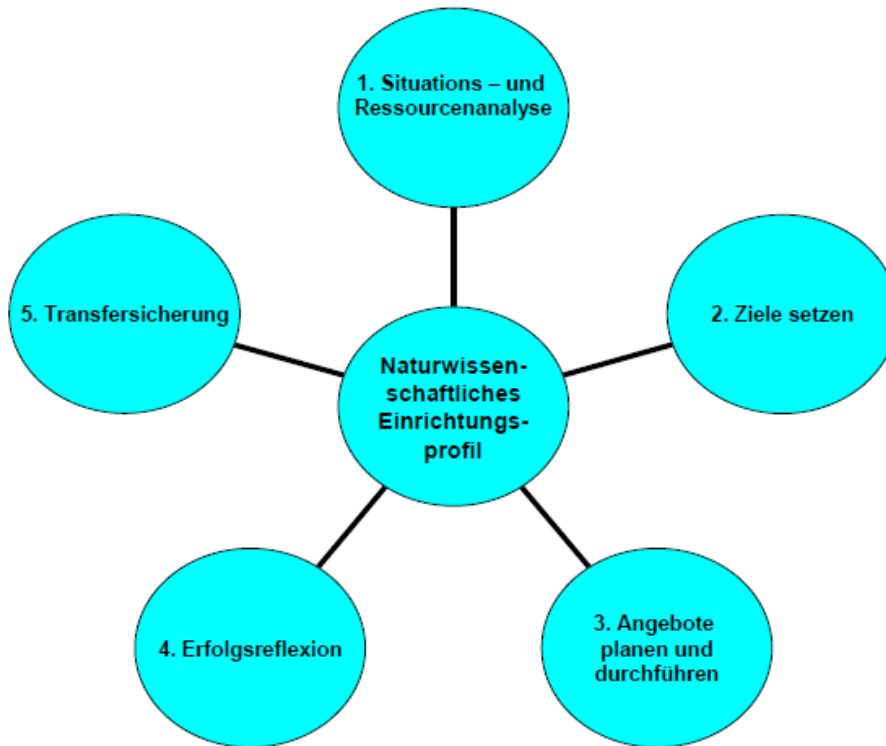 1. Situations – und
Ressourcenanalyse
2. Ziele setzen
3. Angebote
planen und
durchführen
4. Erfolgsreflexion
5. Transfersicherung
Naturwissen-
schaftliches
Einrichtungs-
profil